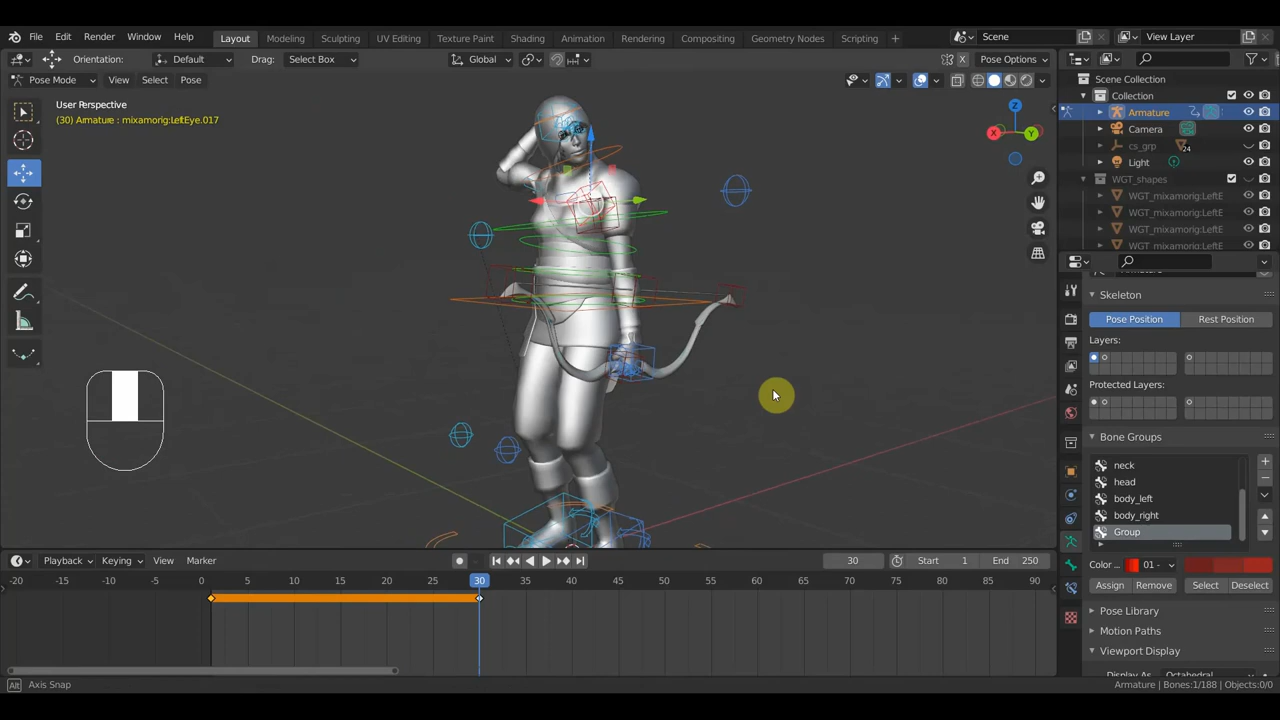 File Edit Render Window Help Layout Modeling Sculpting UV Editing Texture Paint Shading Animation Rendering Compositing Geometry Nodes Scripting + Scene View Layer
Orientation: Default Drag: Select Box Global Pose Options
Pose Mode View Select Pose
User Perspective
(30) Armature : mixamorig:LeftEye.017
Z
X
Y
Scene Collection
Collection
Armature
Camera
cs_grp 24
Light
WGT_shapes
WGT_mixamorig:LeftE
WGT_mixamorig:LeftE
WGT_mixamorig:LeftE
WGT_mixamorig:LeftE
Skeleton
Pose Position Rest Position
Layers:
Protected Layers:
Bone Groups
neck
head
body_left
body_right
Group
Color ... 01 -
Assign Remove Select Deselect
Pose Library
Motion Paths
Viewport Display
Display As Octahedral
Playback Keying View Marker 30 Start 1 End 250
-20 -15 -10 -5 0 5 10 15 20 25 30 35 40 45 50 55 60 65 70 75 80 85 90
Alt Axis Snap Armature | Bones:1/188 | Objects:0/0